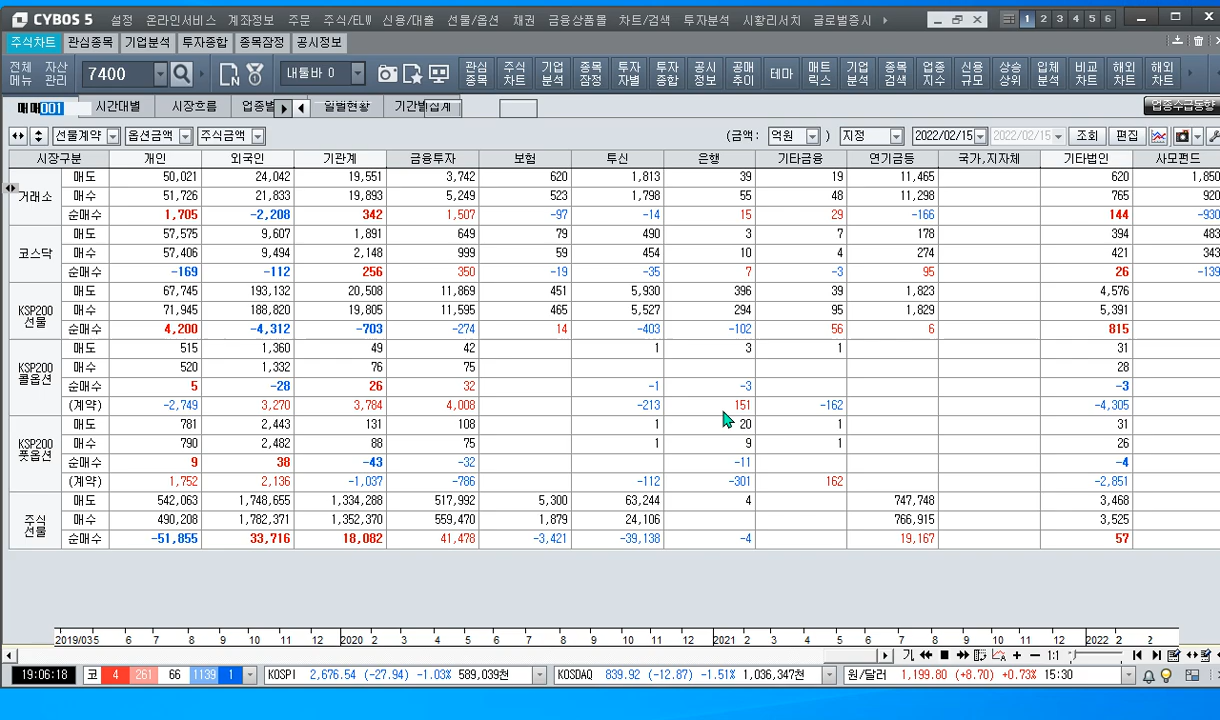 CYBOS 5 설정 온라인서비스 계좌정보 주문 주식/ELW 신용/대출 선물/옵션 채권 금융상품몰 차트/검색 투자분석 시황리서치 글로벌증시 1 2 3 4 5 6
주식차트 관심종목 기업분석 투자종합 종목잠정 공시정보
전체메뉴 자산관리 7400 내툴바 0 관심종목 주식차트 기업분석 종목잠정 투자자별 투자종합 공시정보 공매추이 테마 매트릭스 기업분석 종목검색 업종지수 신용규모 상승상위 입체분석 비교차트 해외차트 해외차트
매매 001 시간대별 시장흐름 업종별 일별현황 기간별 집계 업종수급동향
선물계약 옵션금액 주식금액 (금액: 억원 ) 지정 2022/02/15 2022/02/15 조회 편집
시장구분 개인 외국인 기관계 금융투자 보험 투신 은행 기타금융 연기금등 국가,지자체 기타법인 사모펀드
거래소 매도 50,021 24,042 19,551 3,742 620 1,813 39 19 11,465 620 1,850
매수 51,726 21,833 19,893 5,249 523 1,798 55 48 11,298 765 920
순매수 1,705 -2,208 342 1,507 -97 -14 15 29 -166 144 -930
코스닥 매도 57,575 9,607 1,891 649 79 490 3 7 178 394 483
매수 57,406 9,494 2,148 999 59 454 10 4 274 421 343
순매수 -169 -112 256 350 -19 -35 7 -3 95 26 -139
KSP200 선물 매도 67,745 193,132 20,508 11,869 451 5,930 396 39 1,823 4,576
매수 71,945 188,820 19,805 11,595 465 5,527 294 95 1,829 5,391
순매수 4,200 -4,312 -703 -274 14 -403 -102 56 6 815
KSP200 콜옵션 매도 515 1,360 49 42 1 3 1 31
매수 520 1,332 76 75 28
순매수 5 -28 26 32 -1 -3 -3
(계약) -2,749 3,270 3,784 4,008 -213 151 -162 -4,305
KSP200 풋옵션 매도 781 2,443 131 108 1 20 1 31
매수 790 2,482 88 75 1 9 1 26
순매수 9 38 -43 -32 -11 -4
(계약) 1,752 2,136 -1,037 -786 -112 -301 162 -2,851
주식 선물 매도 542,063 1,748,655 1,334,288 517,992 5,300 63,244 4 747,748 3,468
매수 490,208 1,782,371 1,352,370 559,470 1,879 24,106 766,915 3,525
순매수 -51,855 33,716 18,082 41,478 -3,421 -39,138 -4 19,167 57
2019/03 5 6 7 8 9 10 11 12 2020 2 3 4 5 6 7 8 9 10 11 12 2021 2 3 4 5 6 7 8 9 10 11 12 2022 2 2
1:1
19:06:18 코 4 261 66 1139 1 KOSPI 2,676.54 (-27.94) -1.03% 589,039천 KOSDAQ 839.92 (-12.87) -1.51% 1,036,347천 원/달러 1,199.80 (+8.70) +0.73% 15:30